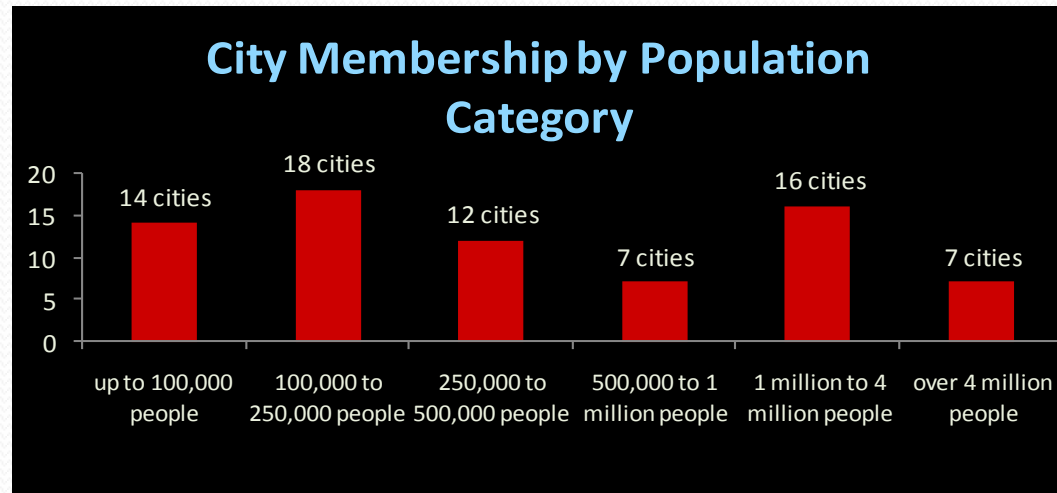 City Membership by Population
Category
20
15
10
5
0
14 cities
18 cities
12 cities
7 cities
16 cities
7 cities
up to 100,000
people
100,000 to
250,000 people
250,000 to
500,000 people
500,000 to 1
million people
1 million to 4
million people
over 4 million
people